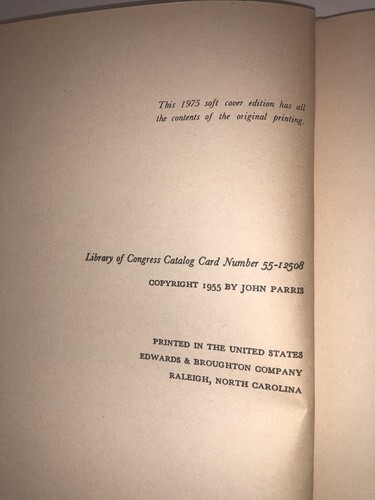 This 1975 soft cover edition has all
the contents of the original printing.
Library of Congress Catalog Card Number 55-12508
COPYRIGHT 1955 BY JOHN PARRIS
PRINTED IN THE UNITED STATES
EDWARDS & BROUGHTON COMPANY
RALEIGH, NORTH CAROLINA